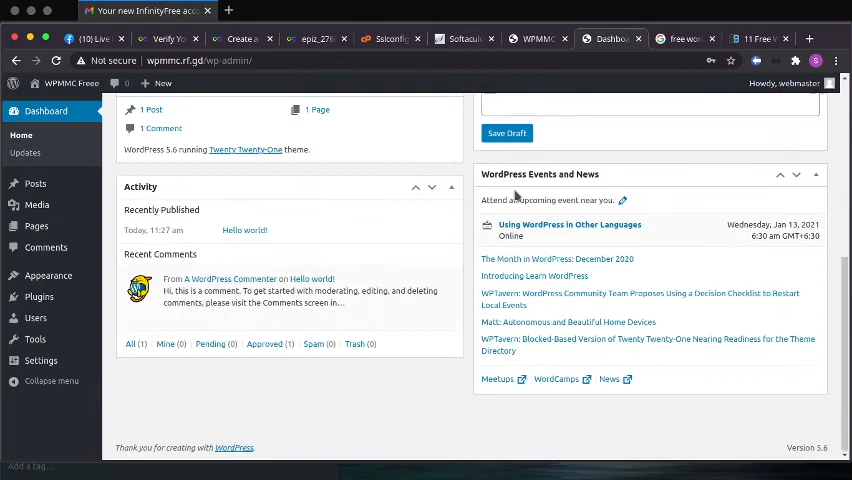 Your new InfinityFree acco
(10) Live
Verify Yo
Create a
epiz_276
Sslconfig
Softacul
WPMMC
Dashboa
free wor
11 Free W
Not secure wpmmc.rf.gd/wp-admin/
WPMMC Freee 0 New
Howdy, webmaster
Dashboard
Home
Updates
Posts
Media
Pages
Comments
Appearance
Plugins
Users
Tools
Settings
Collapse menu
1 Post 1 Page
1 Comment
WordPress 5.6 running Twenty Twenty-One theme.
Activity
Recently Published
Today, 11:27 am Hello world!
Recent Comments
From A WordPress Commenter on Hello world!
Hi, this is a comment. To get started with moderating, editing, and deleting
comments, please visit the Comments screen in…
All (1) Mine (0) Pending (0) Approved (1) Spam (0) Trash (0)
Save Draft
WordPress Events and News
Attend an upcoming event near you.
Using WordPress in Other Languages Wednesday, Jan 13, 2021
Online 6:30 am GMT+6:30
The Month in WordPress: December 2020
Introducing Learn WordPress
WPTavern: WordPress Community Team Proposes Using a Decision Checklist to Restart
Local Events
Matt: Autonomous and Beautiful Home Devices
WPTavern: Blocked-Based Version of Twenty Twenty-One Nearing Readiness for the Theme
Directory
Meetups WordCamps News
Thank you for creating with WordPress.
Version 5.6
Add a tag…